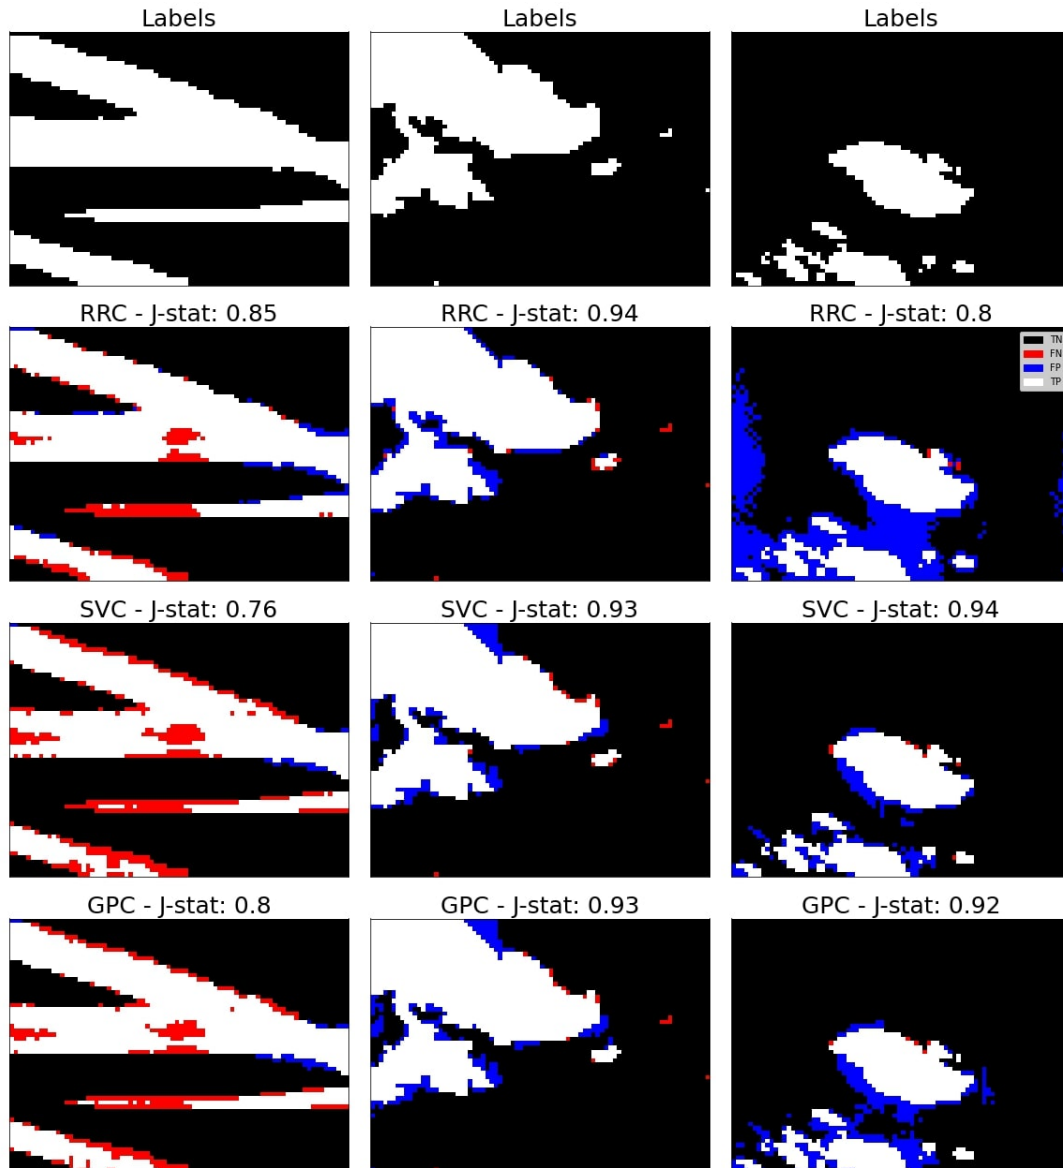 Labels
Labels
Labels
RRC - J-stat: 0.85
RRC - J-stat: 0.94
RRC - J-stat: 0.8
TN
FN
FP
TP
SVC - J-stat: 0.76
SVC - J-stat: 0.93
SVC - J-stat: 0.94
GPC - J-stat: 0.8
GPC - J-stat: 0.93
GPC - J-stat: 0.92